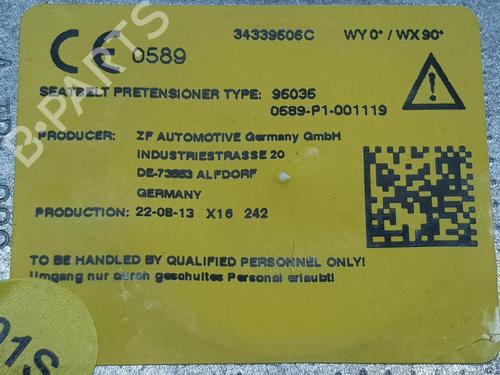 34339506C WY 0° / WX 90°
CE 0589
SEATBELT PRETENSIONER TYPE: 95035
0589-P1-001119
PRODUCER: ZF AUTOMOTIVE Germany GmbH
INDUSTRIESTRASSE 20
DE-73553 ALFDORF
GERMANY
PRODUCTION: 22-08-13 X16 242
TO BE HANDLED BY QUALIFIED PERSONNEL ONLY!
Umgang nur durch geschultes Personal erlaubt!
B-PARTS
01S